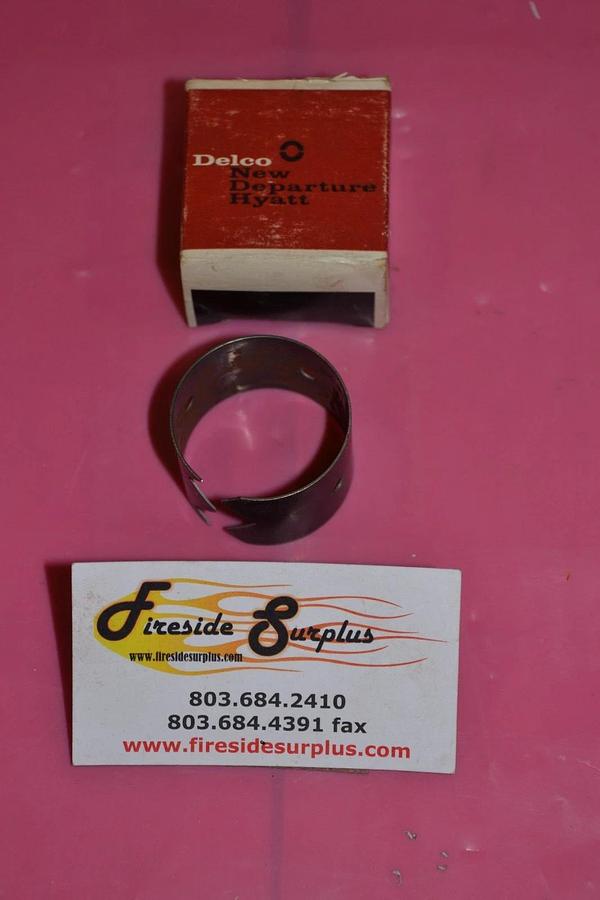 Delco
New
Departure
Hyatt
Fireside Surplus
www.firesidesurplus.com
803.684.2410
803.684.4391 fax
www.firesidesurplus.com